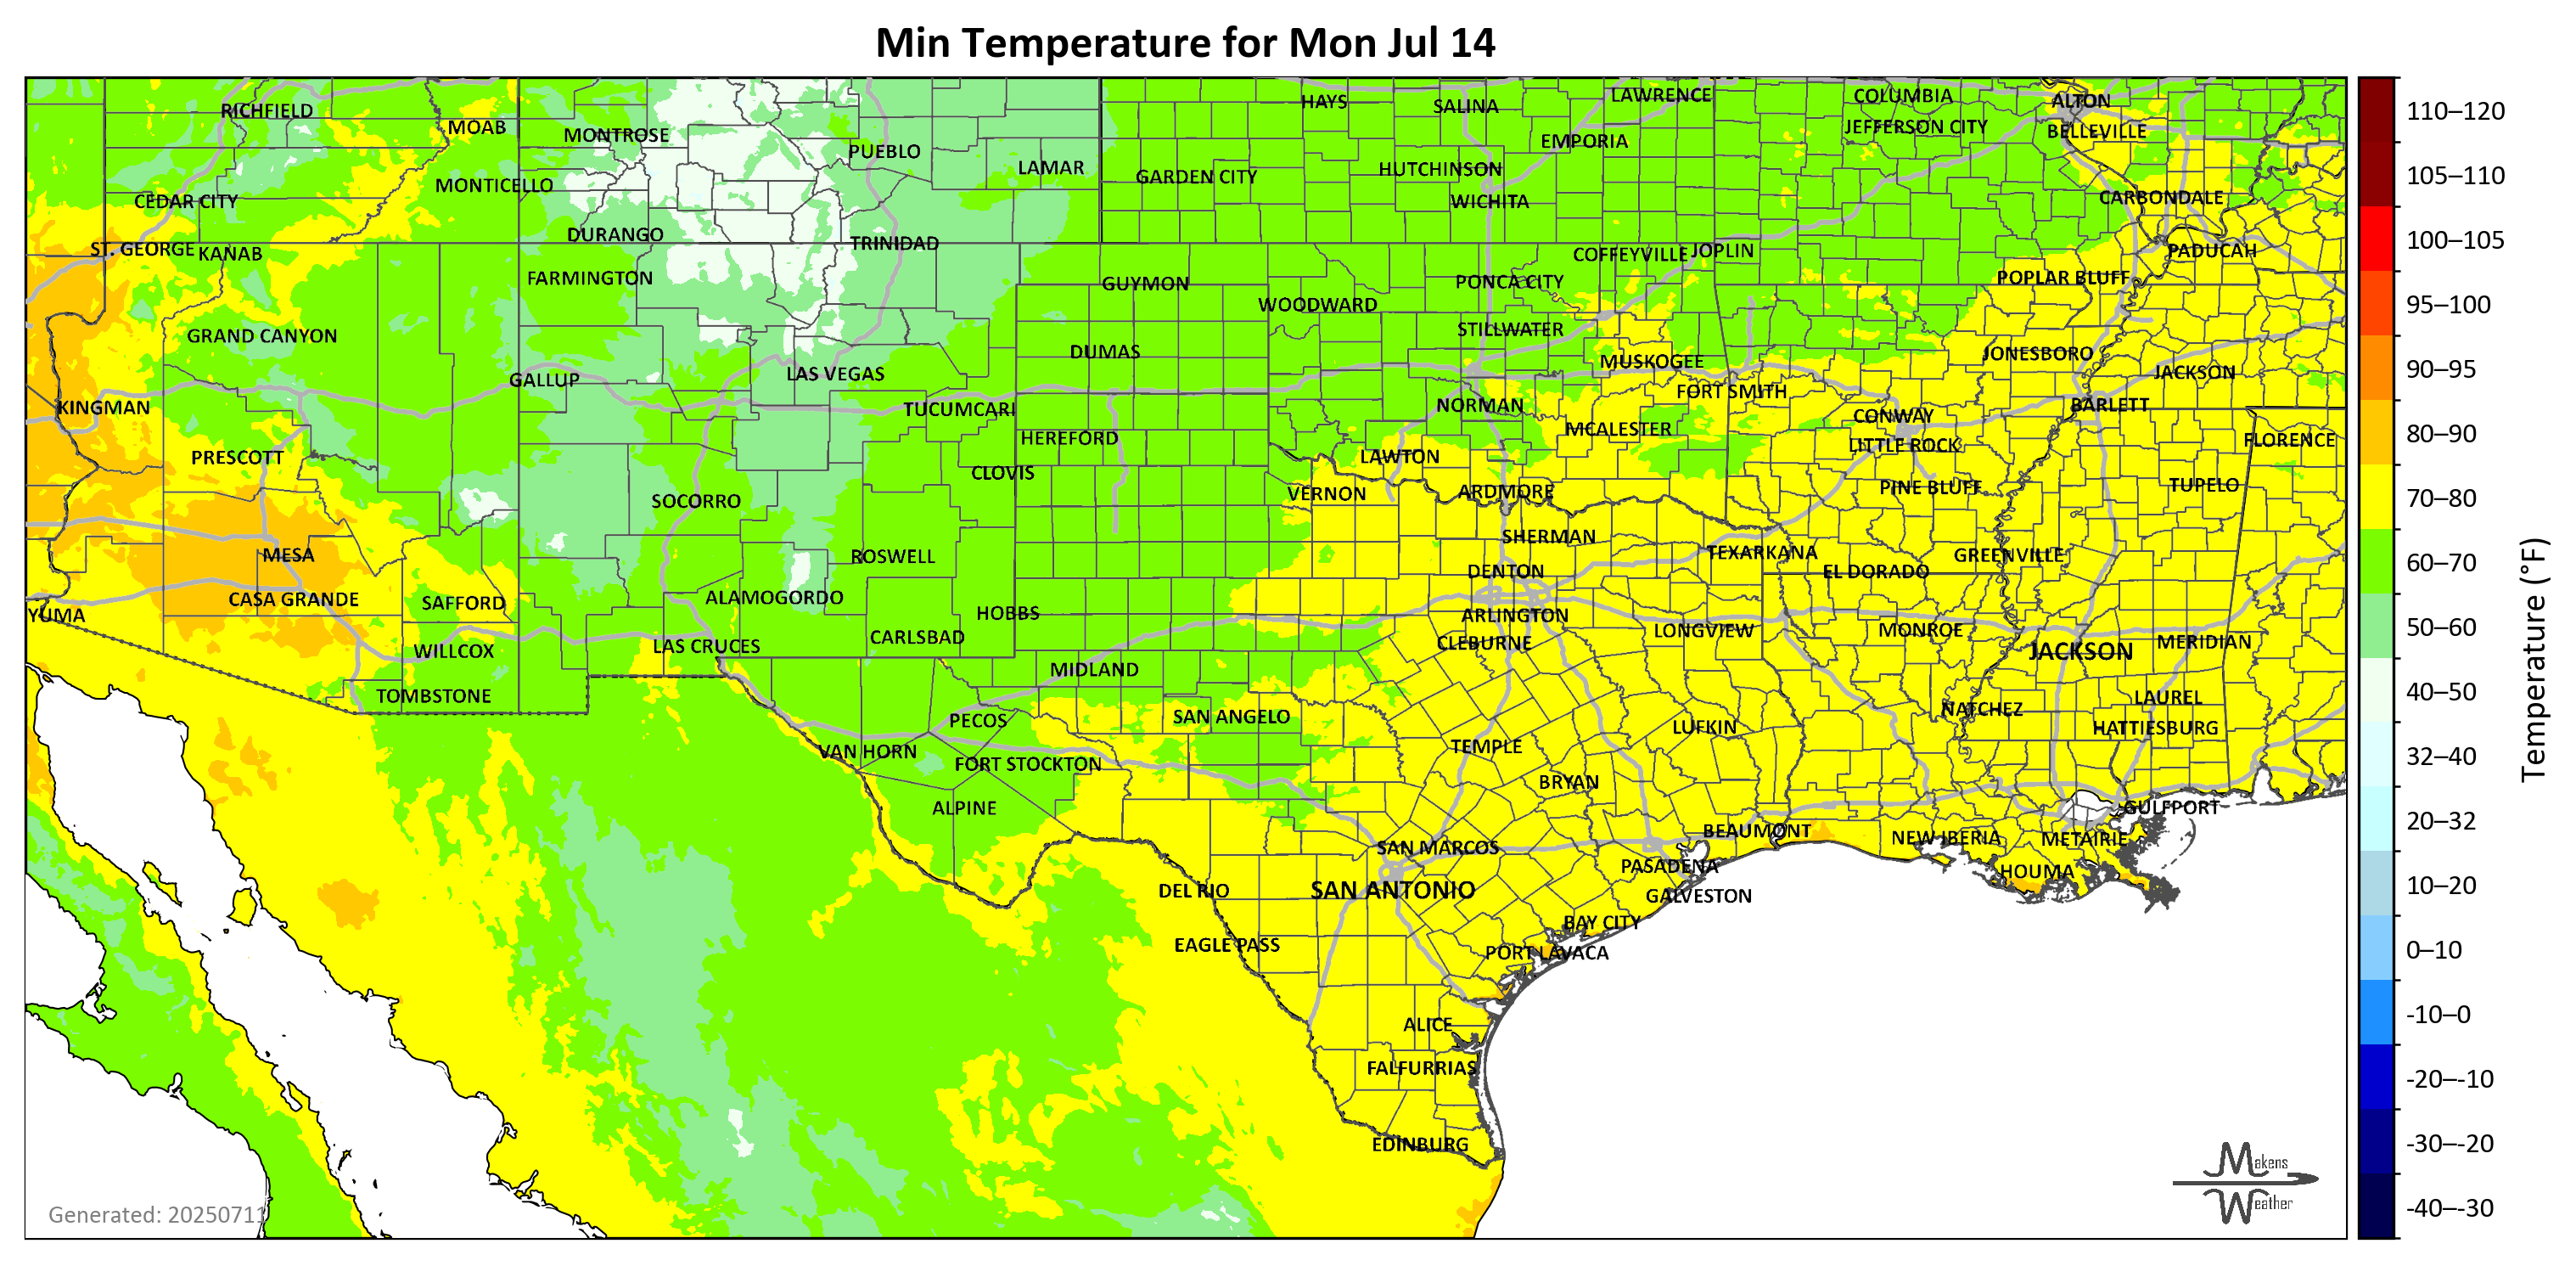 Min Temperature for Mon Jul 14
RICHFIELD
MOAB
MONTROSE
PUEBLO
LAMAR
HAYS
SALINA
LAWRENCE
COLUMBIA
ALTON
JEFFERSON CITY
BELLEVILLE
EMPORIA
MONTICELLO
GARDEN CITY
HUTCHINSON
CEDAR CITY
WICHITA
CARBONDALE
DURANGO
TRINIDAD
ST. GEORGE
KANAB
COFFEYVILLE
JOPLIN
PADUCAH
FARMINGTON
GUYMON
PONCA CITY
POPLAR BLUFF
WOODWARD
GRAND CANYON
STILLWATER
DUMAS
MUSKOGEE
JONESBORO
GALLUP
LAS VEGAS
JACKSON
FORT SMITH
KINGMAN
TUCUMCARI
NORMAN
CONWAY
BARLETT
HEREFORD
MCALESTER
LITTLE ROCK
FLORENCE
PRESCOTT
CLOVIS
LAWTON
SOCORRO
VERNON
ARDMORE
PINE BLUFF
TUPELO
SHERMAN
MESA
ROSWELL
TEXARKANA
GREENVILLE
DENTON
EL DORADO
CASA GRANDE
SAFFORD
ALAMOGORDO
YUMA
HOBBS
ARLINGTON
LONGVIEW
MONROE
WILLCOX
LAS CRUCES
CARLSBAD
CLEBURNE
JACKSON
MERIDIAN
TOMBSTONE
MIDLAND
LAUREL
PECOS
SAN ANGELO
LUFKIN
NATCHEZ
HATTIESBURG
VAN HORN
FORT STOCKTON
TEMPLE
BRYAN
ALPINE
GULFPORT
BEAUMONT
NEW IBERIA
METAIRIE
SAN MARCOS
PASADENA
HOUMA
DEL RIO
SAN ANTONIO
GALVESTON
BAY CITY
EAGLE PASS
PORT LAVACA
ALICE
FALFURRIAS
EDINBURG
Generated: 20250711
Makens
Weather
110–120
105–110
100–105
95–100
90–95
80–90
70–80
60–70
50–60
40–50
32–40
20–32
10–20
0–10
-10–0
-20–-10
-30–-20
-40–-30
Temperature (°F)